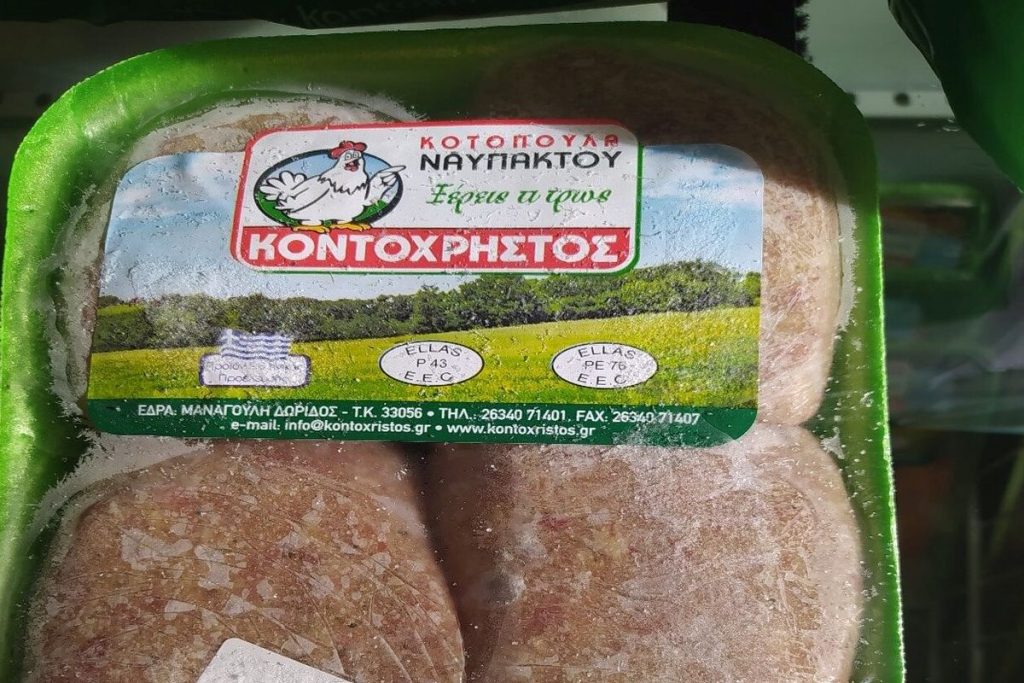 ΚΟΤΟΠΟΥΛΑ
ΝΑΥΠΑΚΤΟΥ
Ξέρεις τι τρως
ΚΟΝΤΟΧΡΗΣΤΟΣ
ELLAS
P 43
E.E.C
ELLAS
PE 76
E.E.C
ΕΔΡΑ: ΜΑΝΑΓΟΥΛΗ ΔΩΡΙΔΟΣ - Τ.Κ. 33056 • ΤΗΛ.: 26340 71401, FAX: 26340 71407
e-mail: info@kontoxristos.gr • www.kontoxristos.gr